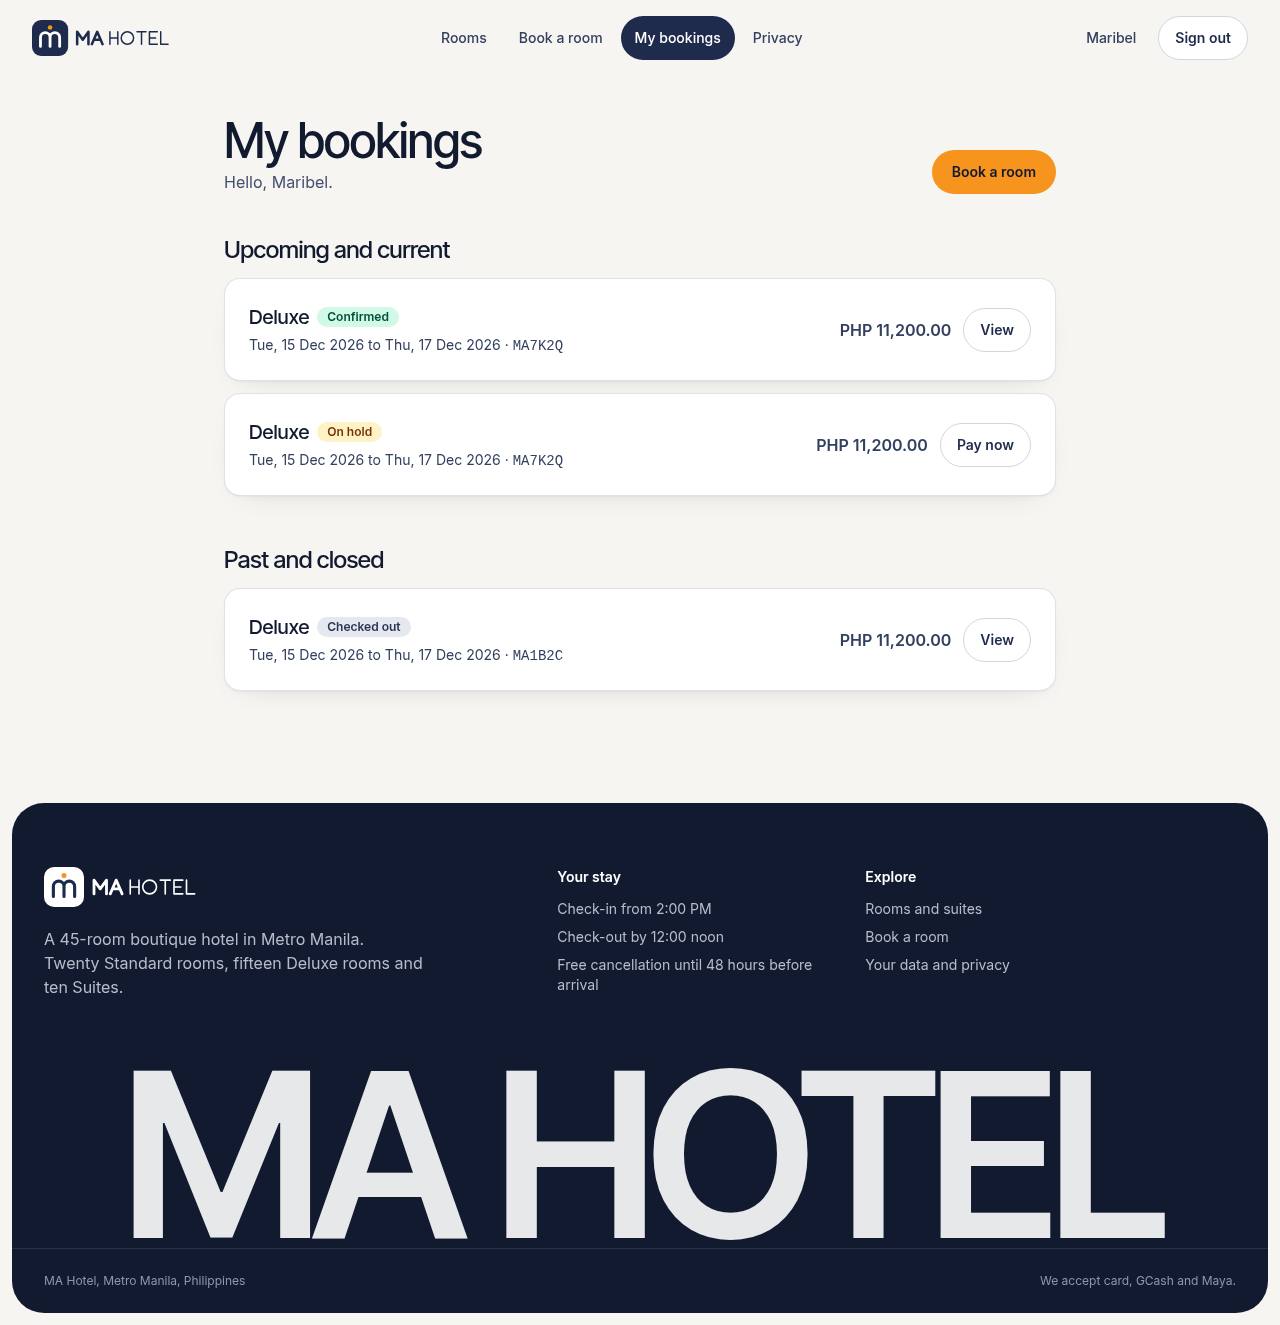 MA HOTEL
Rooms
Book a room
My bookings
Privacy
Maribel
Sign out
My bookings
Hello, Maribel.
Book a room
Upcoming and current
Deluxe Confirmed
Tue, 15 Dec 2026 to Thu, 17 Dec 2026 · MA7K2Q
PHP 11,200.00
View
Deluxe On hold
Tue, 15 Dec 2026 to Thu, 17 Dec 2026 · MA7K2Q
PHP 11,200.00
Pay now
Past and closed
Deluxe Checked out
Tue, 15 Dec 2026 to Thu, 17 Dec 2026 · MA1B2C
PHP 11,200.00
View
MA HOTEL
A 45-room boutique hotel in Metro Manila.
Twenty Standard rooms, fifteen Deluxe rooms and
ten Suites.
Your stay
Check-in from 2:00 PM
Check-out by 12:00 noon
Free cancellation until 48 hours before
arrival
Explore
Rooms and suites
Book a room
Your data and privacy
MA HOTEL
MA Hotel, Metro Manila, Philippines
We accept card, GCash and Maya.